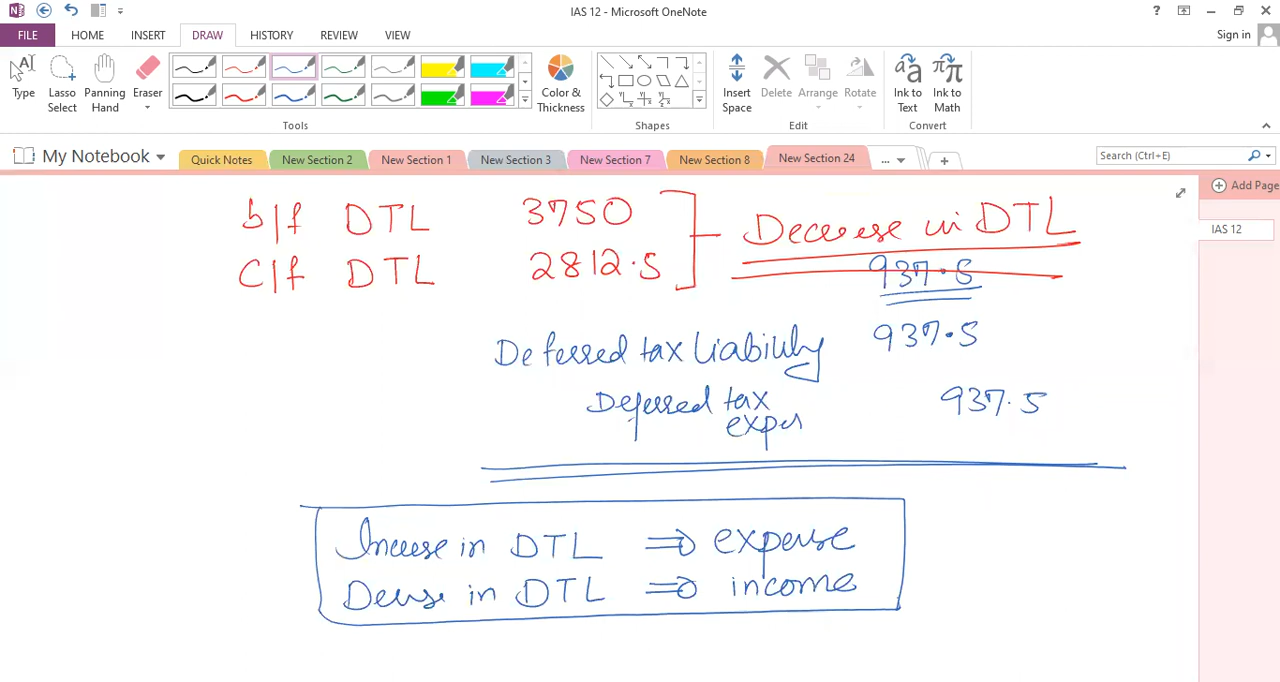 IAS 12 - Microsoft OneNote
?
FILE HOME INSERT DRAW HISTORY REVIEW VIEW
Sign in
Type
Lasso Select
Panning Hand
Eraser
Color & Thickness
Insert Space
Delete
Arrange
Rotate
Ink to Text
Ink to Math
Tools
Shapes
Edit
Convert
My Notebook
Quick Notes New Section 2 New Section 1 New Section 3 New Section 7 New Section 8 New Section 24 ...
Search (Ctrl+E)
Add Page
IAS 12
b/f DTL 3750
C/f DTL 2812.5
Decrease in DTL
937.5
Deferred tax liability 937.5
Deferred tax 937.5
exper
Increse in DTL ⇒ expense
Decrse in DTL ⇒ income